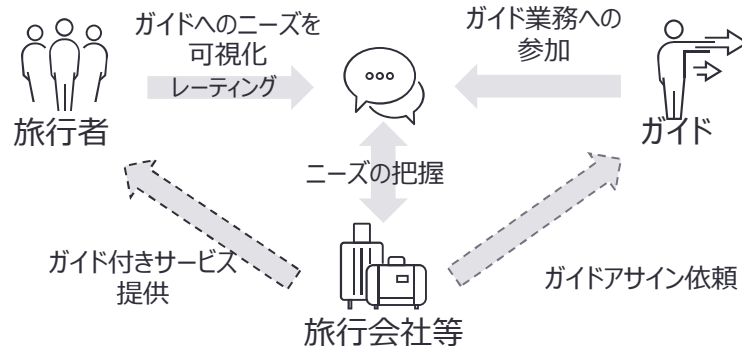 ガイドへのニーズを
可視化
レーティング
ガイド業務への
参加
旅行者
ガイド
ニーズの把握
ガイド付きサービス
提供
ガイドアサイン依頼
旅行会社等